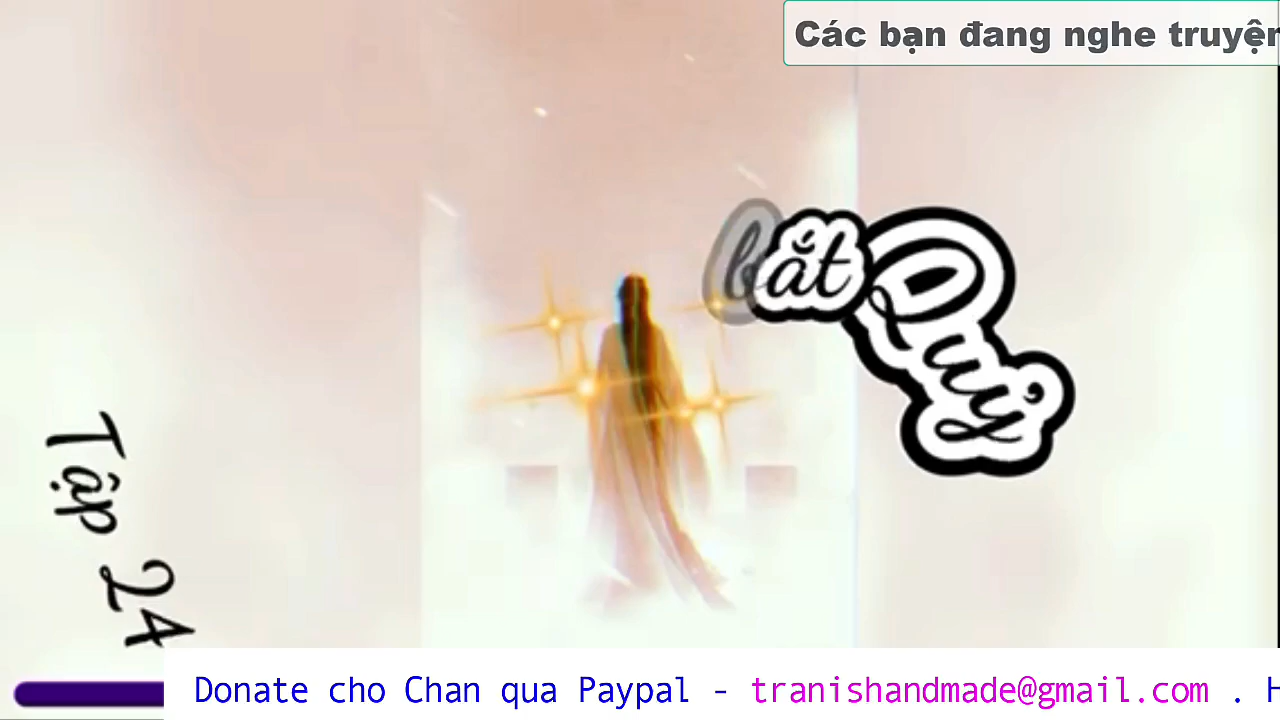 Các bạn đang nghe truyện
bắt
Quỷ
Tập 24
Donate cho Chan qua Paypal - tranishandmade@gmail.com . H